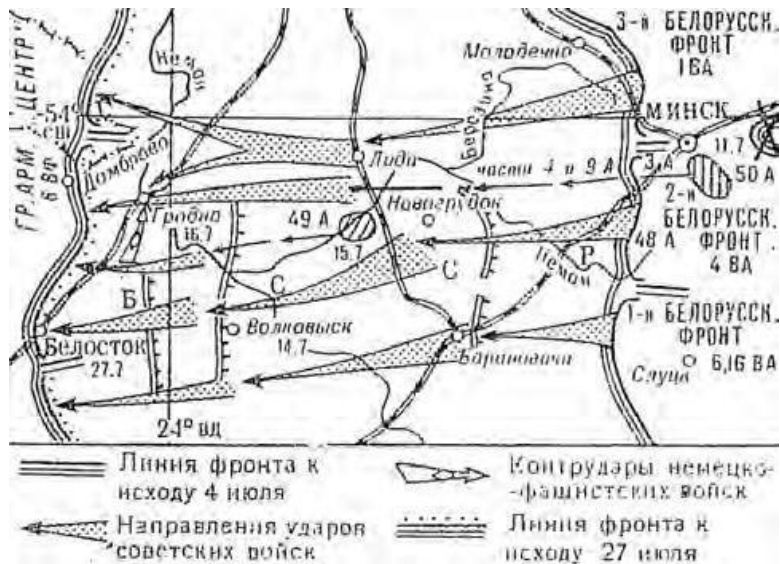 3-й БЕЛОРУССК.
ФРОНТ
1 ВА
Молодечно
Неман
Березина
ГР. АРМ. "ЦЕНТР"
6 ВФ
54°
сш
Домброво
МИНСК
11.7
3 А
50 А
Лида
части 4 и 9 А
2-й
БЕЛОРУССК.
ФРОНТ
4 ВА
Гродно
16.7
49 А
15.7
Новогрудок
48 А
Неман
Р
С
С
Б
1-й БЕЛОРУССК.
ФРОНТ
6,16 ВА
Белосток
27.7
Волковыск
14.7
Барановичи
Слуцк
24° ВД
Линия фронта к
исходу 4 июля
Контрудары немецко-
-фашистских войск
Направления ударов
советских войск
Линия фронта к
исходу 27 июля